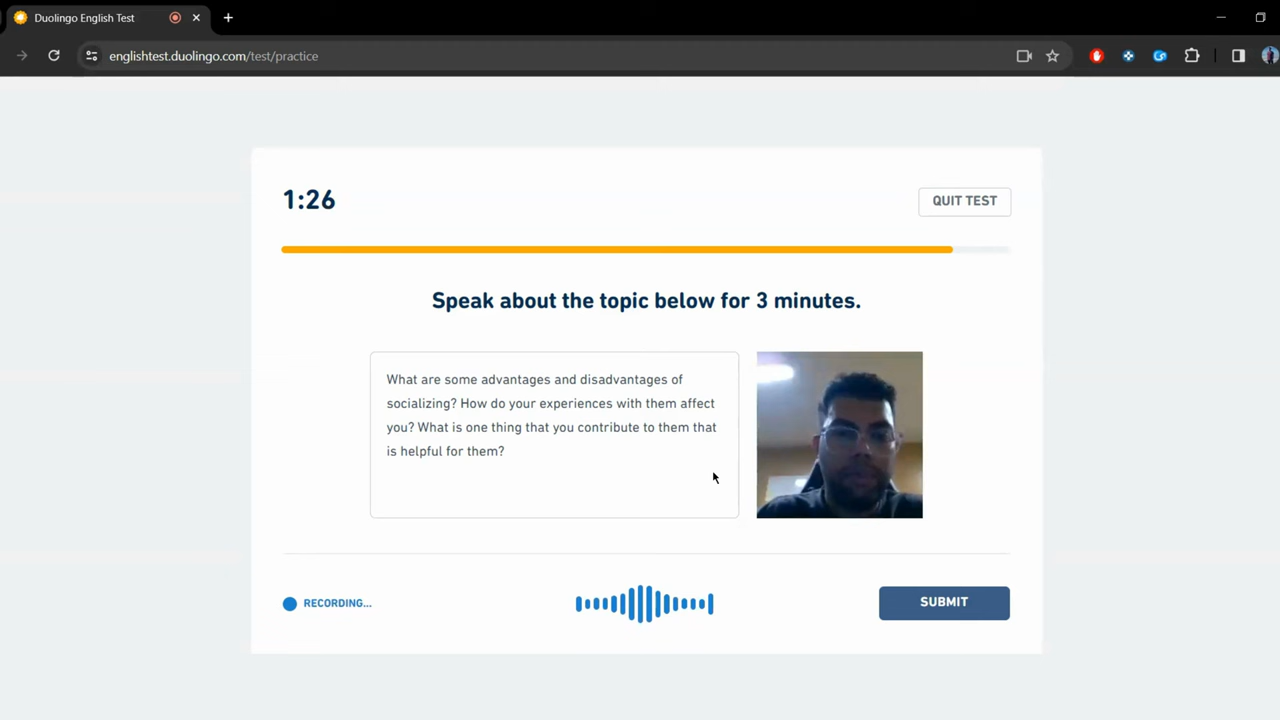 Duolingo English Test
englishtest.duolingo.com/test/practice
1:26
QUIT TEST
Speak about the topic below for 3 minutes.
What are some advantages and disadvantages of
socializing? How do your experiences with them affect
you? What is one thing that you contribute to them that
is helpful for them?
RECORDING...
SUBMIT